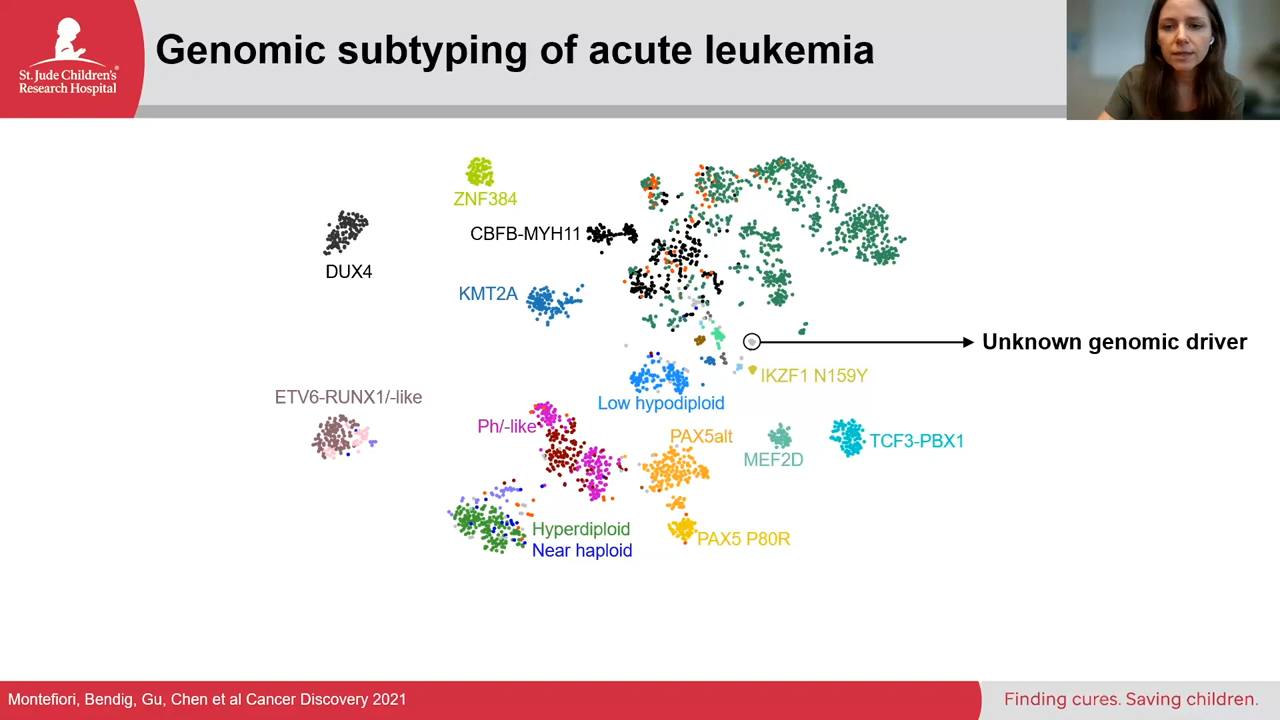 St. Jude Children's®
Research Hospital
Genomic subtyping of acute leukemia
ZNF384
CBFB-MYH11
DUX4
KMT2A
Unknown genomic driver
IKZF1 N159Y
ETV6-RUNX1/-like
Low hypodiploid
Ph/-like
PAX5alt
TCF3-PBX1
MEF2D
Hyperdiploid
PAX5 P80R
Near haploid
Montefiori, Bendig, Gu, Chen et al Cancer Discovery 2021
Finding cures. Saving children.